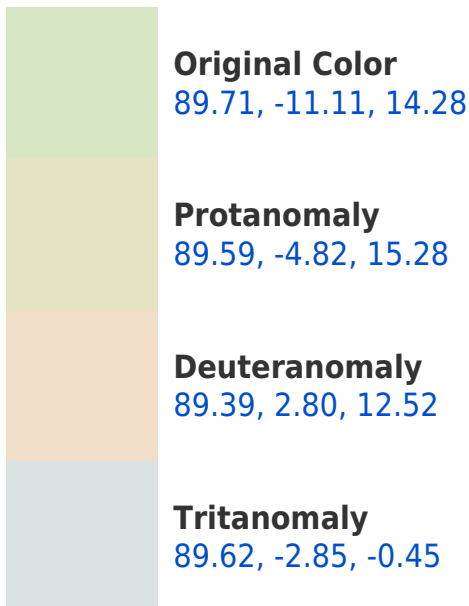 Original Color
89.71, -11.11, 14.28
Protanomaly
89.59, -4.82, 15.28
Deuteranomaly
89.39, 2.80, 12.52
Tritanomaly
89.62, -2.85, -0.45